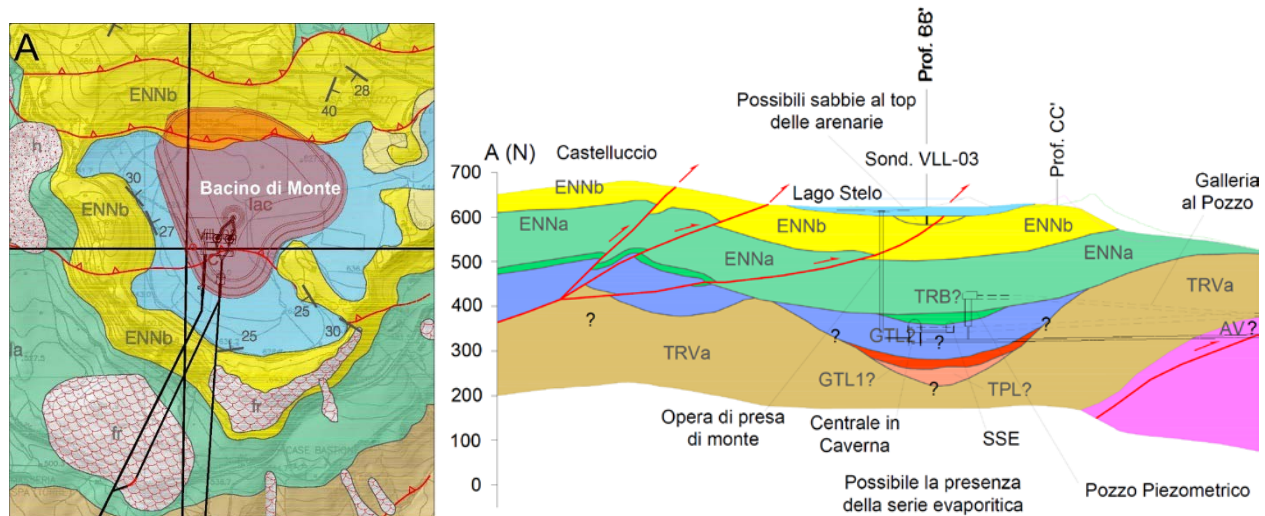 A
ENNb
40
28
h
30
Bacino di Monte
lac
ENNb
27
25
25
30
ENNb
la
fr
fr
CASE BASTIONE
Prof. BB'
Possibili sabbie al top
delle arenarie
Prof. CC'
A (N)
Castelluccio
Sond. VLL-03
Galleria
al Pozzo
Lago Stelo
700
600
500
400
300
200
100
0
ENNb
ENNb
ENNb
ENNa
ENNa
TRVa
TRB?
?
?
GTL2
?
?
?
AV ?
TRVa
GTL1?
?
TPL?
Opera di presa
di monte
Centrale in
Caverna
SSE
Possibile la presenza
della serie evaporitica
Pozzo Piezometrico